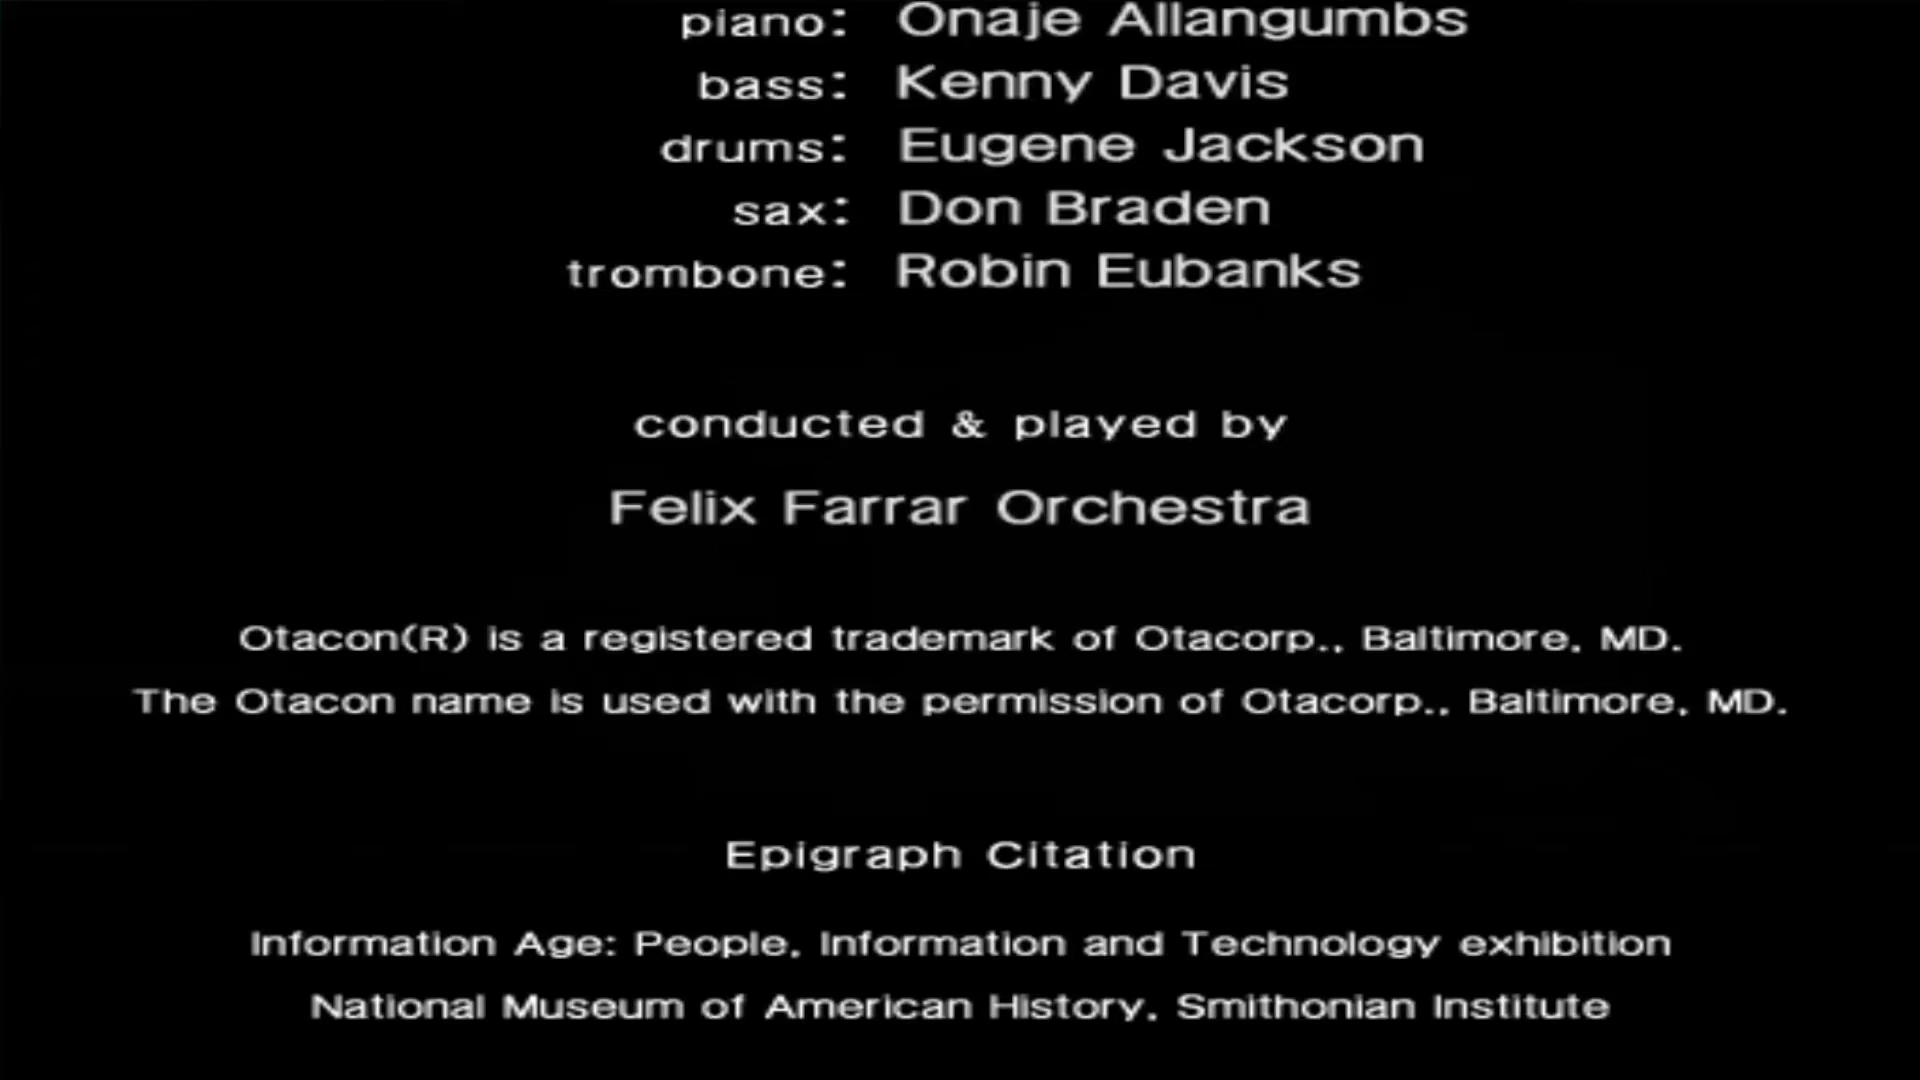 piano: Onaje Allangumbs
bass: Kenny Davis
drums: Eugene Jackson
sax: Don Braden
trombone: Robin Eubanks
conducted & played by
Felix Farrar Orchestra
Otacon(R) is a registered trademark of Otacorp., Baltimore, MD.
The Otacon name is used with the permission of Otacorp., Baltimore, MD.
Epigraph Citation
Information Age: People, Information and Technology exhibition
National Museum of American History, Smithonian Institute